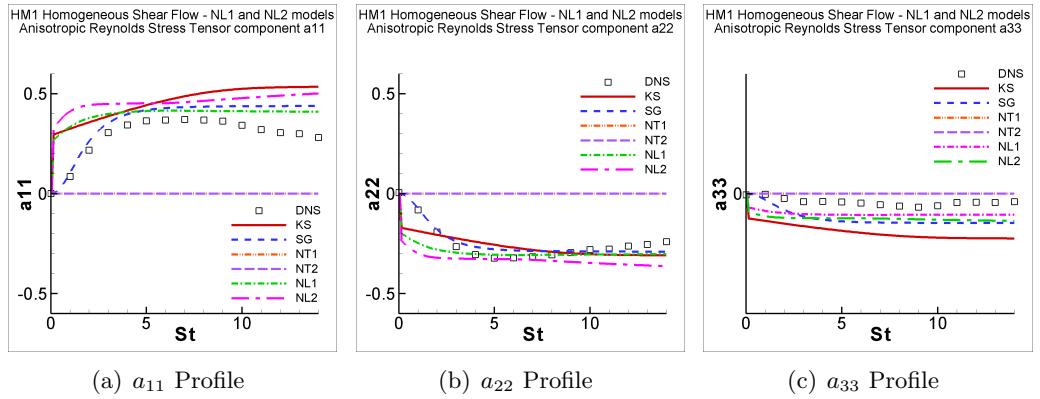 HM1 Homogeneous Shear Flow - NL1 and NL2 models
Anisotropic Reynolds Stress Tensor component a11
0.5
0
-0.5
a11
0
5
10
St
DNS
KS
SG
NT1
NT2
NL1
NL2
(a) a11 Profile
HM1 Homogeneous Shear Flow - NL1 and NL2 models
Anisotropic Reynolds Stress Tensor component a22
0.5
0
-0.5
a22
0
5
10
St
DNS
KS
SG
NT1
NT2
NL1
NL2
(b) a22 Profile
HM1 Homogeneous Shear Flow - NL1 and NL2 models
Anisotropic Reynolds Stress Tensor component a33
0
a33
0
5
10
St
DNS
KS
SG
NT1
NT2
NL1
NL2
(c) a33 Profile